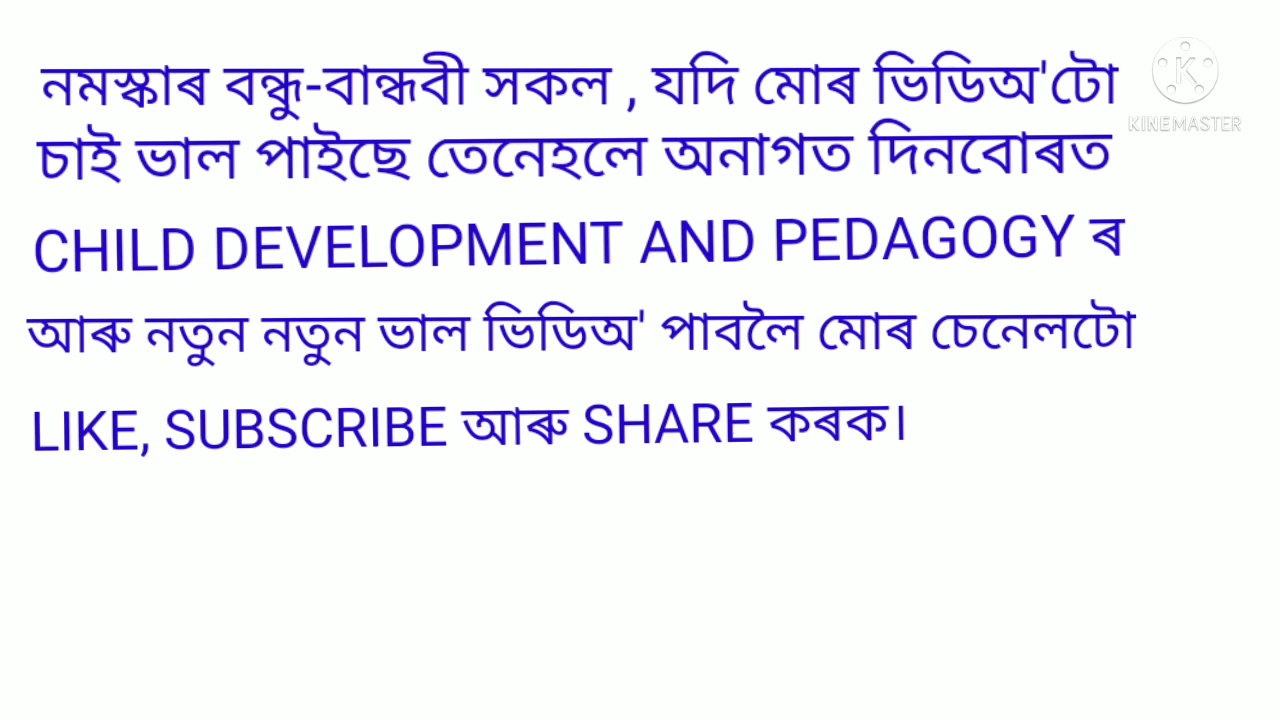 নমস্কাৰ বন্ধু-বান্ধবী সকল , যদি মোৰ ভিডিঅ'টো
চাই ভাল পাইছে তেনেহলে অনাগত দিনবোৰত
CHILD DEVELOPMENT AND PEDAGOGY ৰ
আৰু নতুন নতুন ভাল ভিডিঅ' পাবলৈ মোৰ চেনেলটো
LIKE, SUBSCRIBE আৰু SHARE কৰক।
K
KINEMASTER